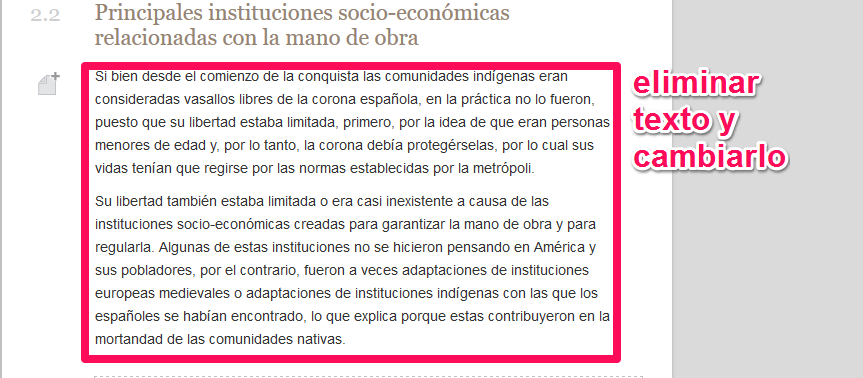 2.2 Principales instituciones socio-económicas
relacionadas con la mano de obra
Si bien desde el comienzo de la conquista las comunidades indígenas eran
consideradas vasallos libres de la corona española, en la práctica no lo fueron,
puesto que su libertad estaba limitada, primero, por la idea de que eran personas
menores de edad y, por lo tanto, la corona debía protegérselas, por lo cual sus
vidas tenían que regirse por las normas establecidas por la metrópoli.
Su libertad también estaba limitada o era casi inexistente a causa de las
instituciones socio-económicas creadas para garantizar la mano de obra y para
regularla. Algunas de estas instituciones no se hicieron pensando en América y
sus pobladores, por el contrario, fueron a veces adaptaciones de instituciones
europeas medievales o adaptaciones de instituciones indígenas con las que los
españoles se habían encontrado, lo que explica porque estas contribuyeron en la
mortandad de las comunidades nativas.
eliminar
texto y
cambiarlo